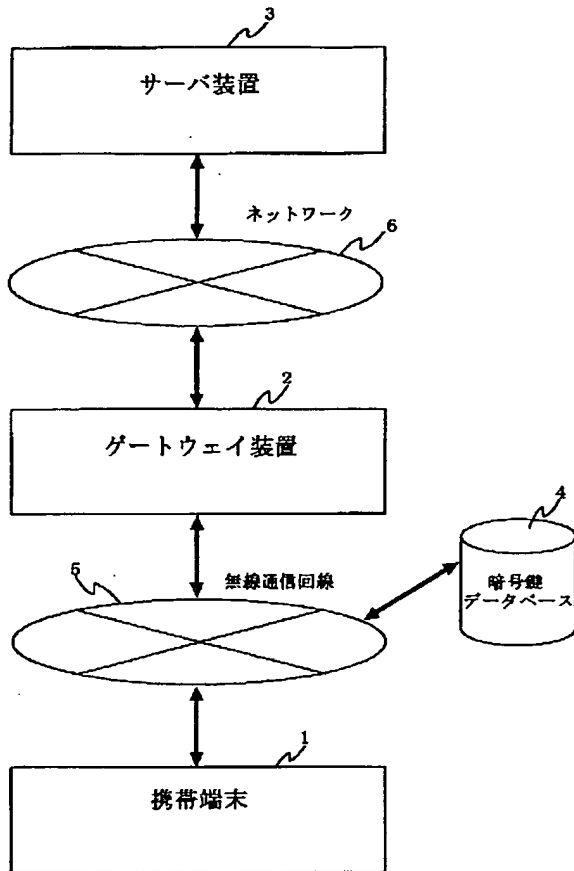 3
サーバ装置
ネットワーク
6
2
ゲートウェイ装置
4
5
無線通信回線
暗号鍵
データベース
1
携帯端末